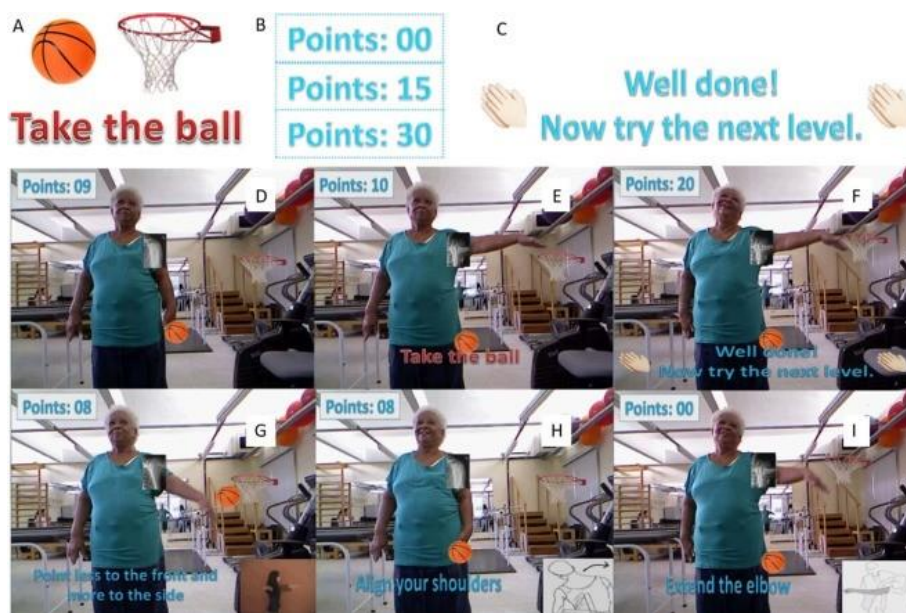 A
B
C
Take the ball
Points: 00
Points: 15
Points: 30
Well done!
Now try the next level.
Points: 09
D
Points: 10
E
Take the ball
Points: 20
F
Well done!
Now try the next level.
Points: 08
G
Point less to the front and
more to the side
Points: 08
H
Align your shoulders
Points: 00
I
Extend the elbow